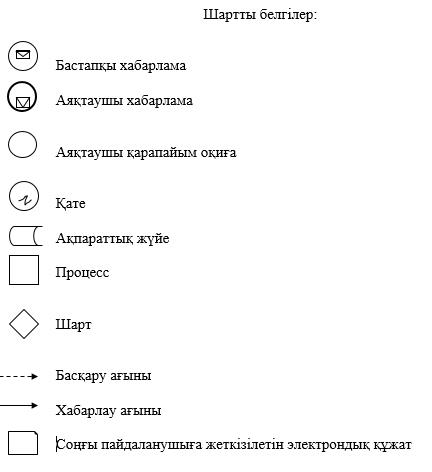 Шартты белгілер:
Бастапқы хабарлама
Аяқтаушы хабарлама
Аяқтаушы қарапайым оқиға
Қате
Ақпараттық жүйе
Процесс
Шарт
Басқару ағыны
Хабарлау ағыны
Соңғы пайдаланушыға жеткізілетін электрондық құжат